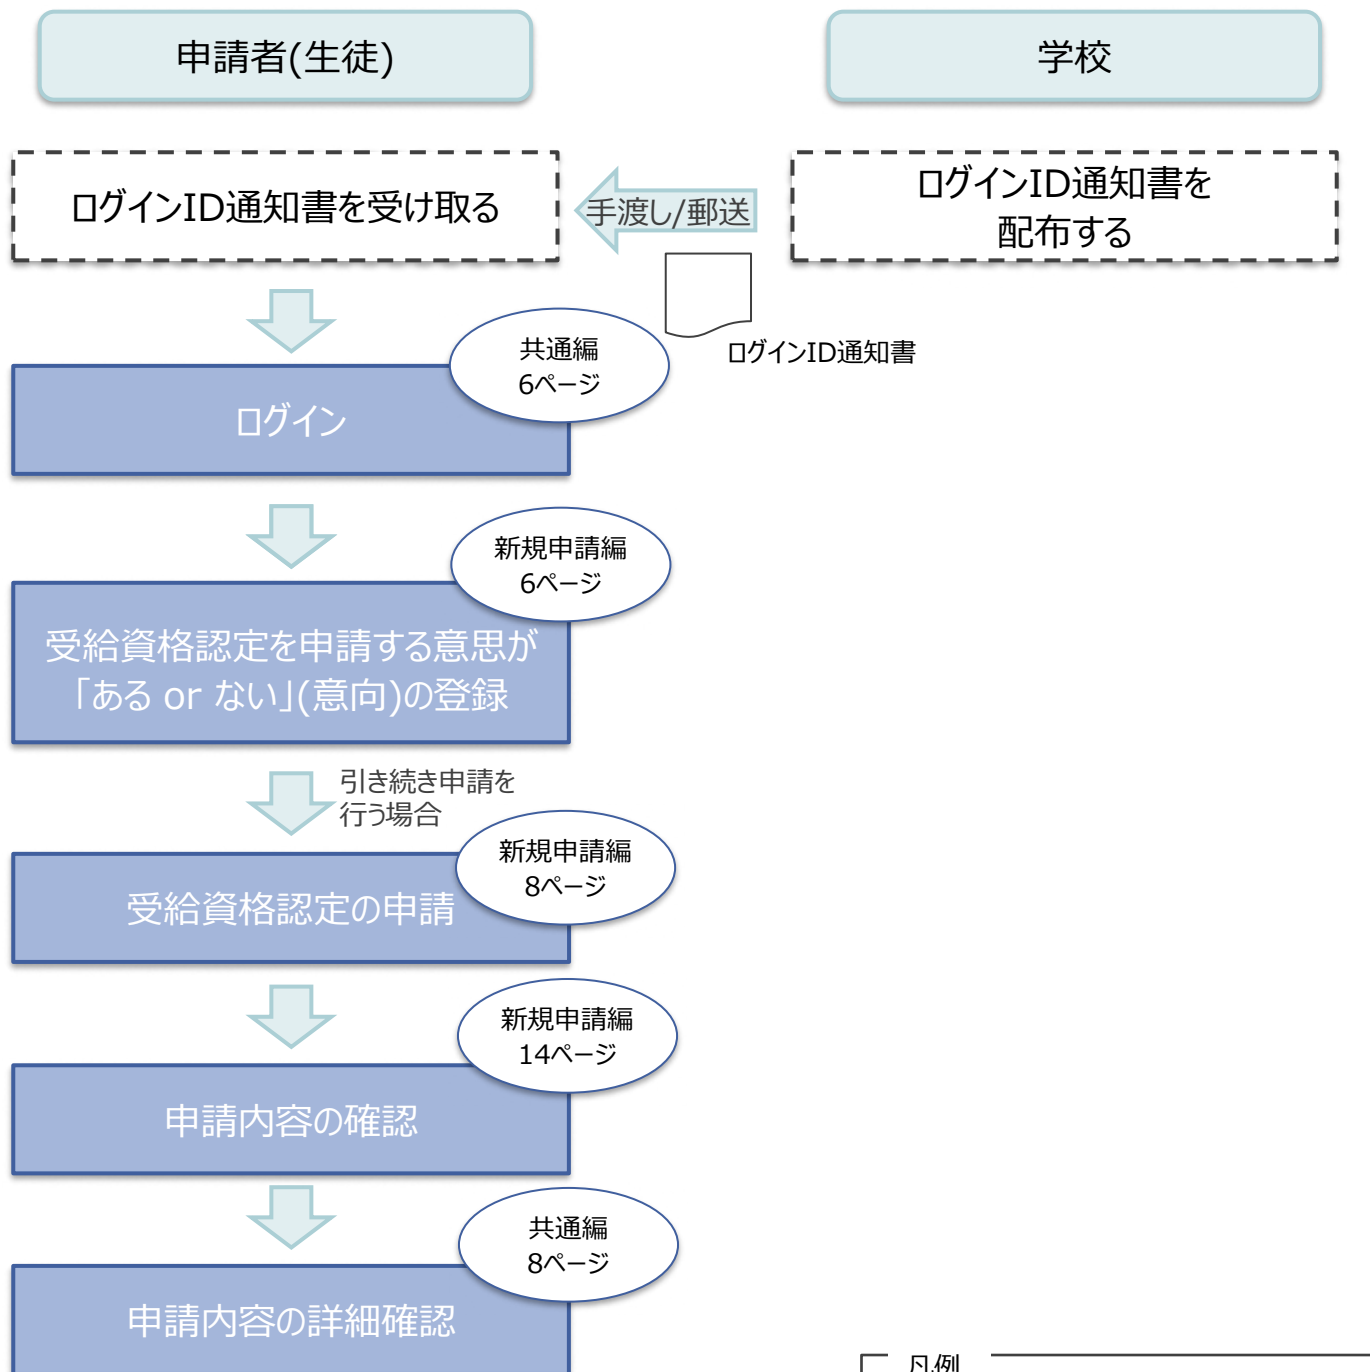 申請者(生徒)
学校
ログインID通知書を受け取る
手渡し/郵送
ログインID通知書を
配布する
ログインID通知書
共通編
6ページ
ログイン
新規申請編
6ページ
受給資格認定を申請する意思が
「ある or ない」(意向)の登録
引き続き申請を
行う場合
新規申請編
8ページ
受給資格認定の申請
新規申請編
14ページ
申請内容の確認
共通編
8ページ
申請内容の詳細確認
凡例